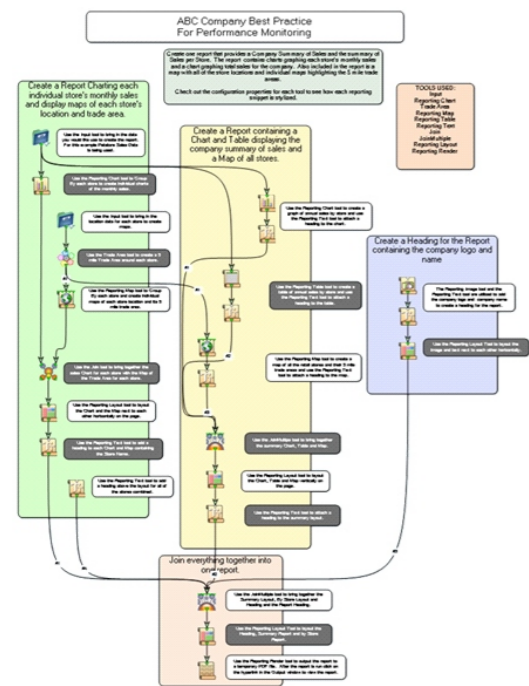 ABC Company Best Practice
For Performance Monitoring
Create one report that provides a Company Summary of Sales and the summary of
Sales per Store. The report contains charts graphing each store's monthly sales
and a chart graphing total sales for the company. Also included in the report is a
map with all of the store locations and individual maps highlighting the 5 mile trade
areas.
Check out the configuration properties for each tool to see how each reporting
snippet is stylized.
TOOLS USED:
Input
Reporting Chart
Trade Area
Reporting Map
Reporting Table
Reporting Text
Join
JoinMultiple
Reporting Layout
Reporting Render
Create a Report Charting each
individual store's monthly sales
and display maps of each store's
location and trade area.
Use the Input tool to bring in the data
you would like to use to create the report.
For this example Petstore Sales Data
is being used.
Use the Reporting Chart tool to Group
By each store to create individual charts
of the monthly sales.
Use the Input tool to bring in the
location data for each store to create
maps.
Use the Trade Area tool to create a 5
mile Trade Area around each store.
Use the Reporting Map tool to Group
By each store and create individual
maps of each store location and its 5
mile trade area.
Use the Join tool to bring together the
sales Chart for each store with the Map of
the Trade Area for each store.
Use the Reporting Layout tool to layout
the Chart and the Map next to each
other horizontally on the page.
Use the Reporting Text tool to add a
heading to each Chart and Map containing
the Store Name.
Use the Reporting Text tool to add
a heading above the layout for all of
the stores combined.
Create a Report containing a
Chart and Table displaying the
company summary of sales and
a Map of all stores.
Use the Reporting Chart tool to create a
graph of annual sales by store and use
the Reporting Text tool to attach a
heading to the chart.
Use the Reporting Table tool to create a
table of annual sales by store and use
the Reporting Text tool to attach a
heading to the table.
Use the Reporting Map tool to create a
map of all the store and their 5 mile
trade areas and use the Reporting Text
tool to attach a heading to the map.
Use the JoinMultiple tool to bring together
the summary Chart, Table and Map.
Use the Reporting Layout tool to layout
the Chart, Table and Map vertically on
the page.
Use the Reporting Text tool to attach a
heading to the summary layout.
Create a Heading for the Report
containing the company logo and
name
The Reporting Image tool and the
Reporting Text tool are utilized to add
the company logo and company name
to create a heading for the report.
Use the Reporting Layout Tool to layout the
image and text next to each other horizontally.
Join everything together into
one report.
Use the JoinMultiple tool to bring together the
Summary Layout, By Store Layout and
Heading and the Report Heading.
Use the Reporting Layout Tool to layout the
Heading, Summary Report and by Store
Report.
Use the Reporting Render tool to output the report to
a temporary PDF file. After the report is run click on
the hyperlink in the Output window to view the report.